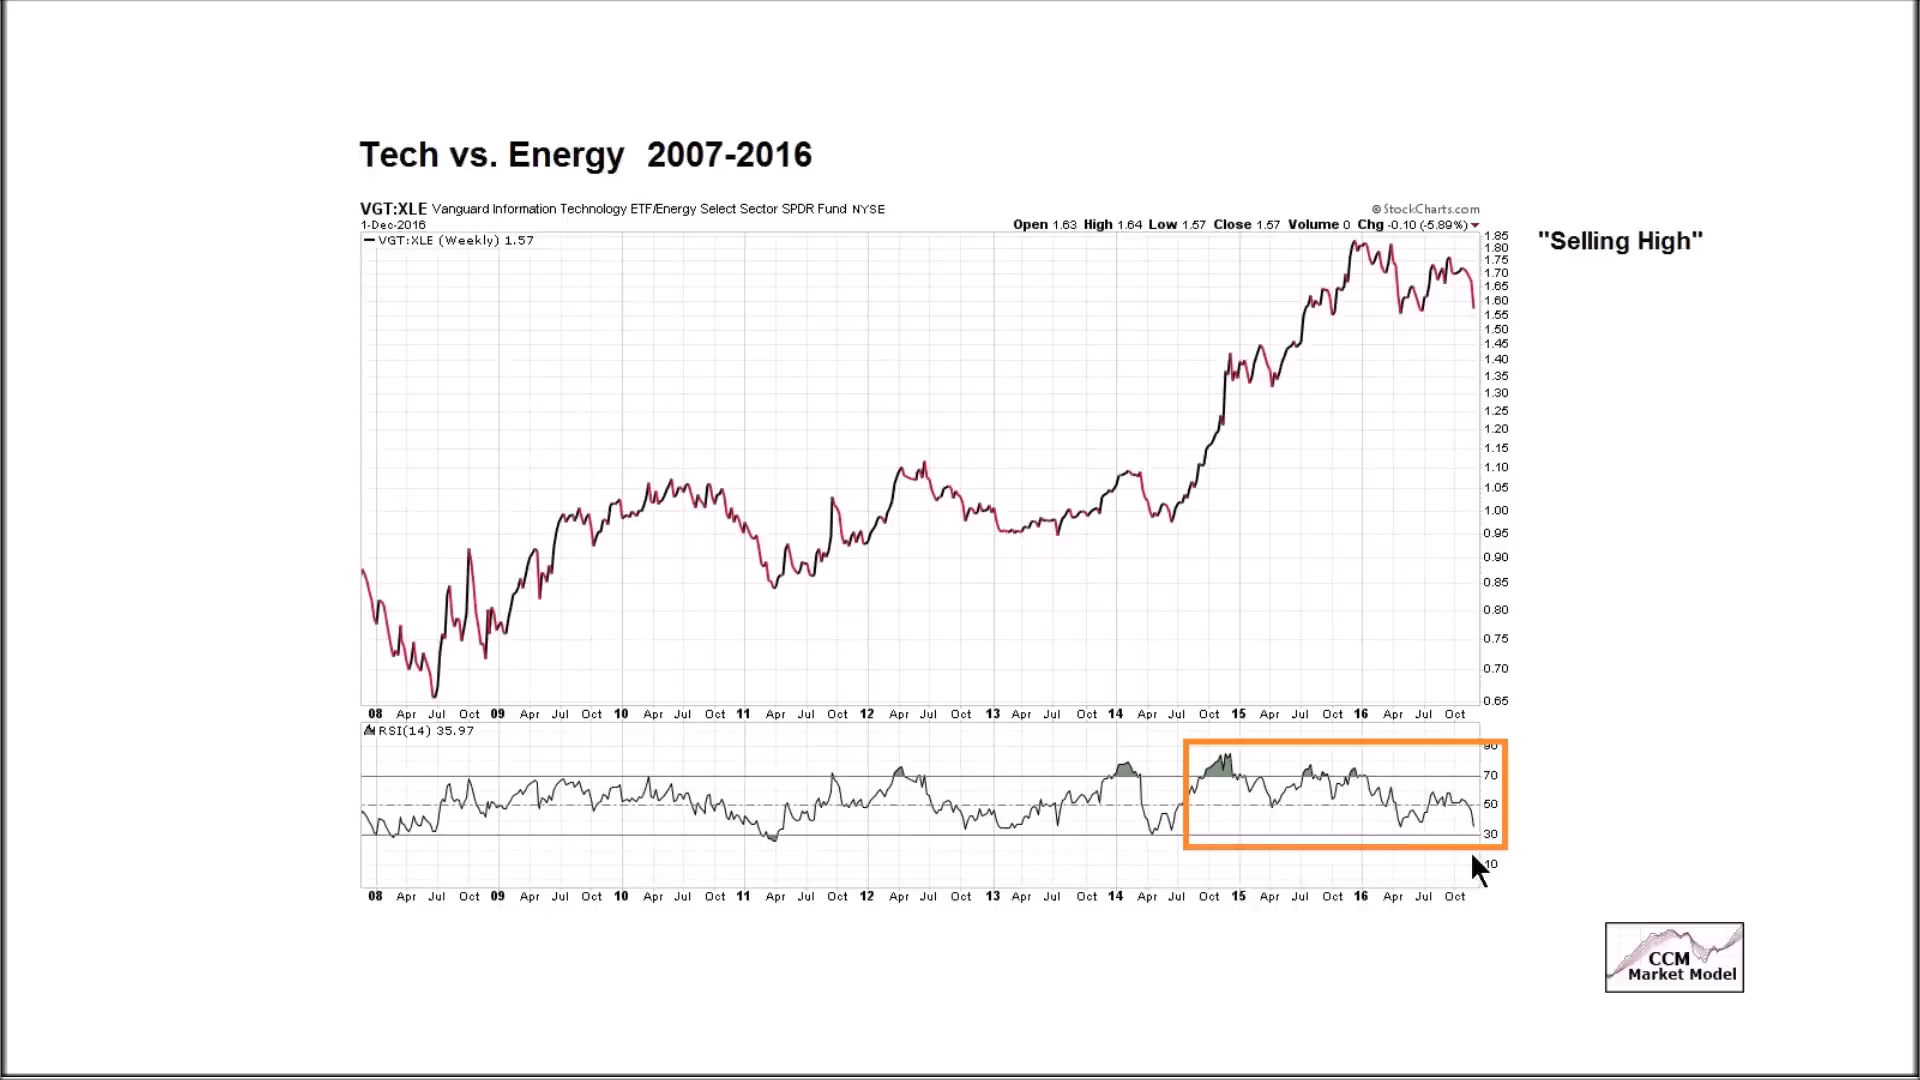 Tech vs. Energy 2007-2016
VGT:XLE Vanguard Information Technology ETF/Energy Select Sector SPDR Fund NYSE
© StockCharts.com
1-Dec-2016
Open 1.63 High 1.64 Low 1.57 Close 1.57 Volume 0 Chg -0.10 (-5.89%)
VGT:XLE (Weekly) 1.57
"Selling High"
1.85
1.80
1.75
1.70
1.65
1.60
1.55
1.50
1.45
1.40
1.35
1.30
1.25
1.20
1.15
1.10
1.05
1.00
0.95
0.90
0.85
0.80
0.75
0.70
0.65
08 Apr Jul Oct 09 Apr Jul Oct 10 Apr Jul Oct 11 Apr Jul Oct 12 Apr Jul Oct 13 Apr Jul Oct 14 Apr Jul Oct 15 Apr Jul Oct 16 Apr Jul Oct
RSI(14) 35.97
90
70
50
30
10
08 Apr Jul Oct 09 Apr Jul Oct 10 Apr Jul Oct 11 Apr Jul Oct 12 Apr Jul Oct 13 Apr Jul Oct 14 Apr Jul Oct 15 Apr Jul Oct 16 Apr Jul Oct
CCM
Market Model